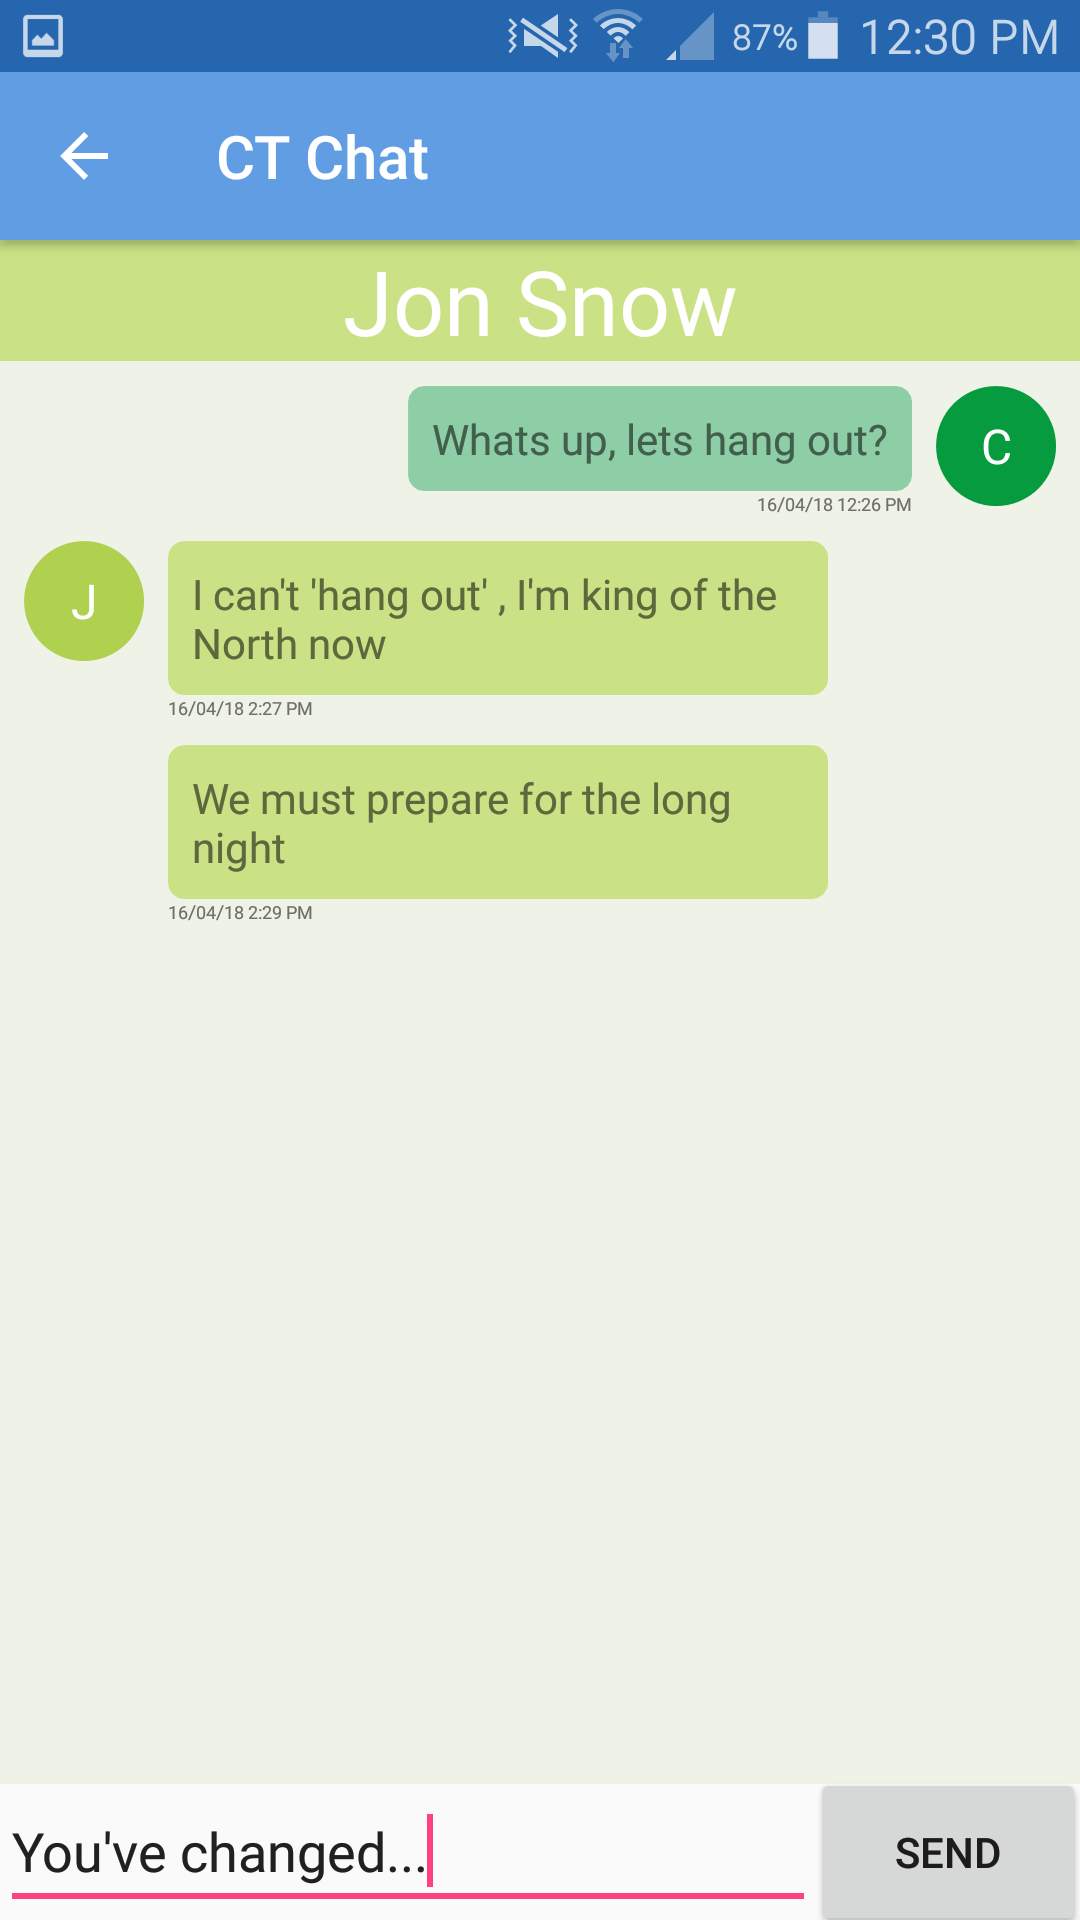 87% 12:30 PM
CT Chat
Jon Snow
Whats up, lets hang out?
C
16/04/18 12:26 PM
J
I can't 'hang out' , I'm king of the
North now
16/04/18 2:27 PM
We must prepare for the long
night
16/04/18 2:29 PM
You've changed...
SEND